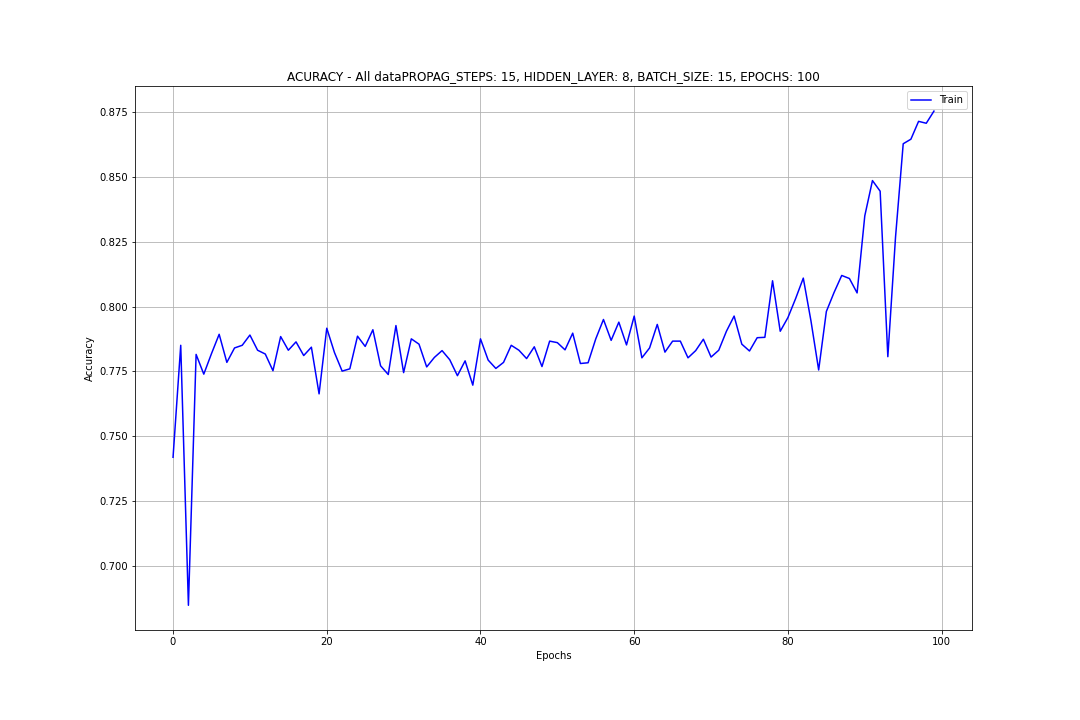 ACURACY - All dataPROPAG_STEPS: 15, HIDDEN_LAYER: 8, BATCH_SIZE: 15, EPOCHS: 100
Train
0.875
0.850
0.825
0.800
0.775
0.750
0.725
0.700
Accuracy
0 20 40 60 80 100
Epochs